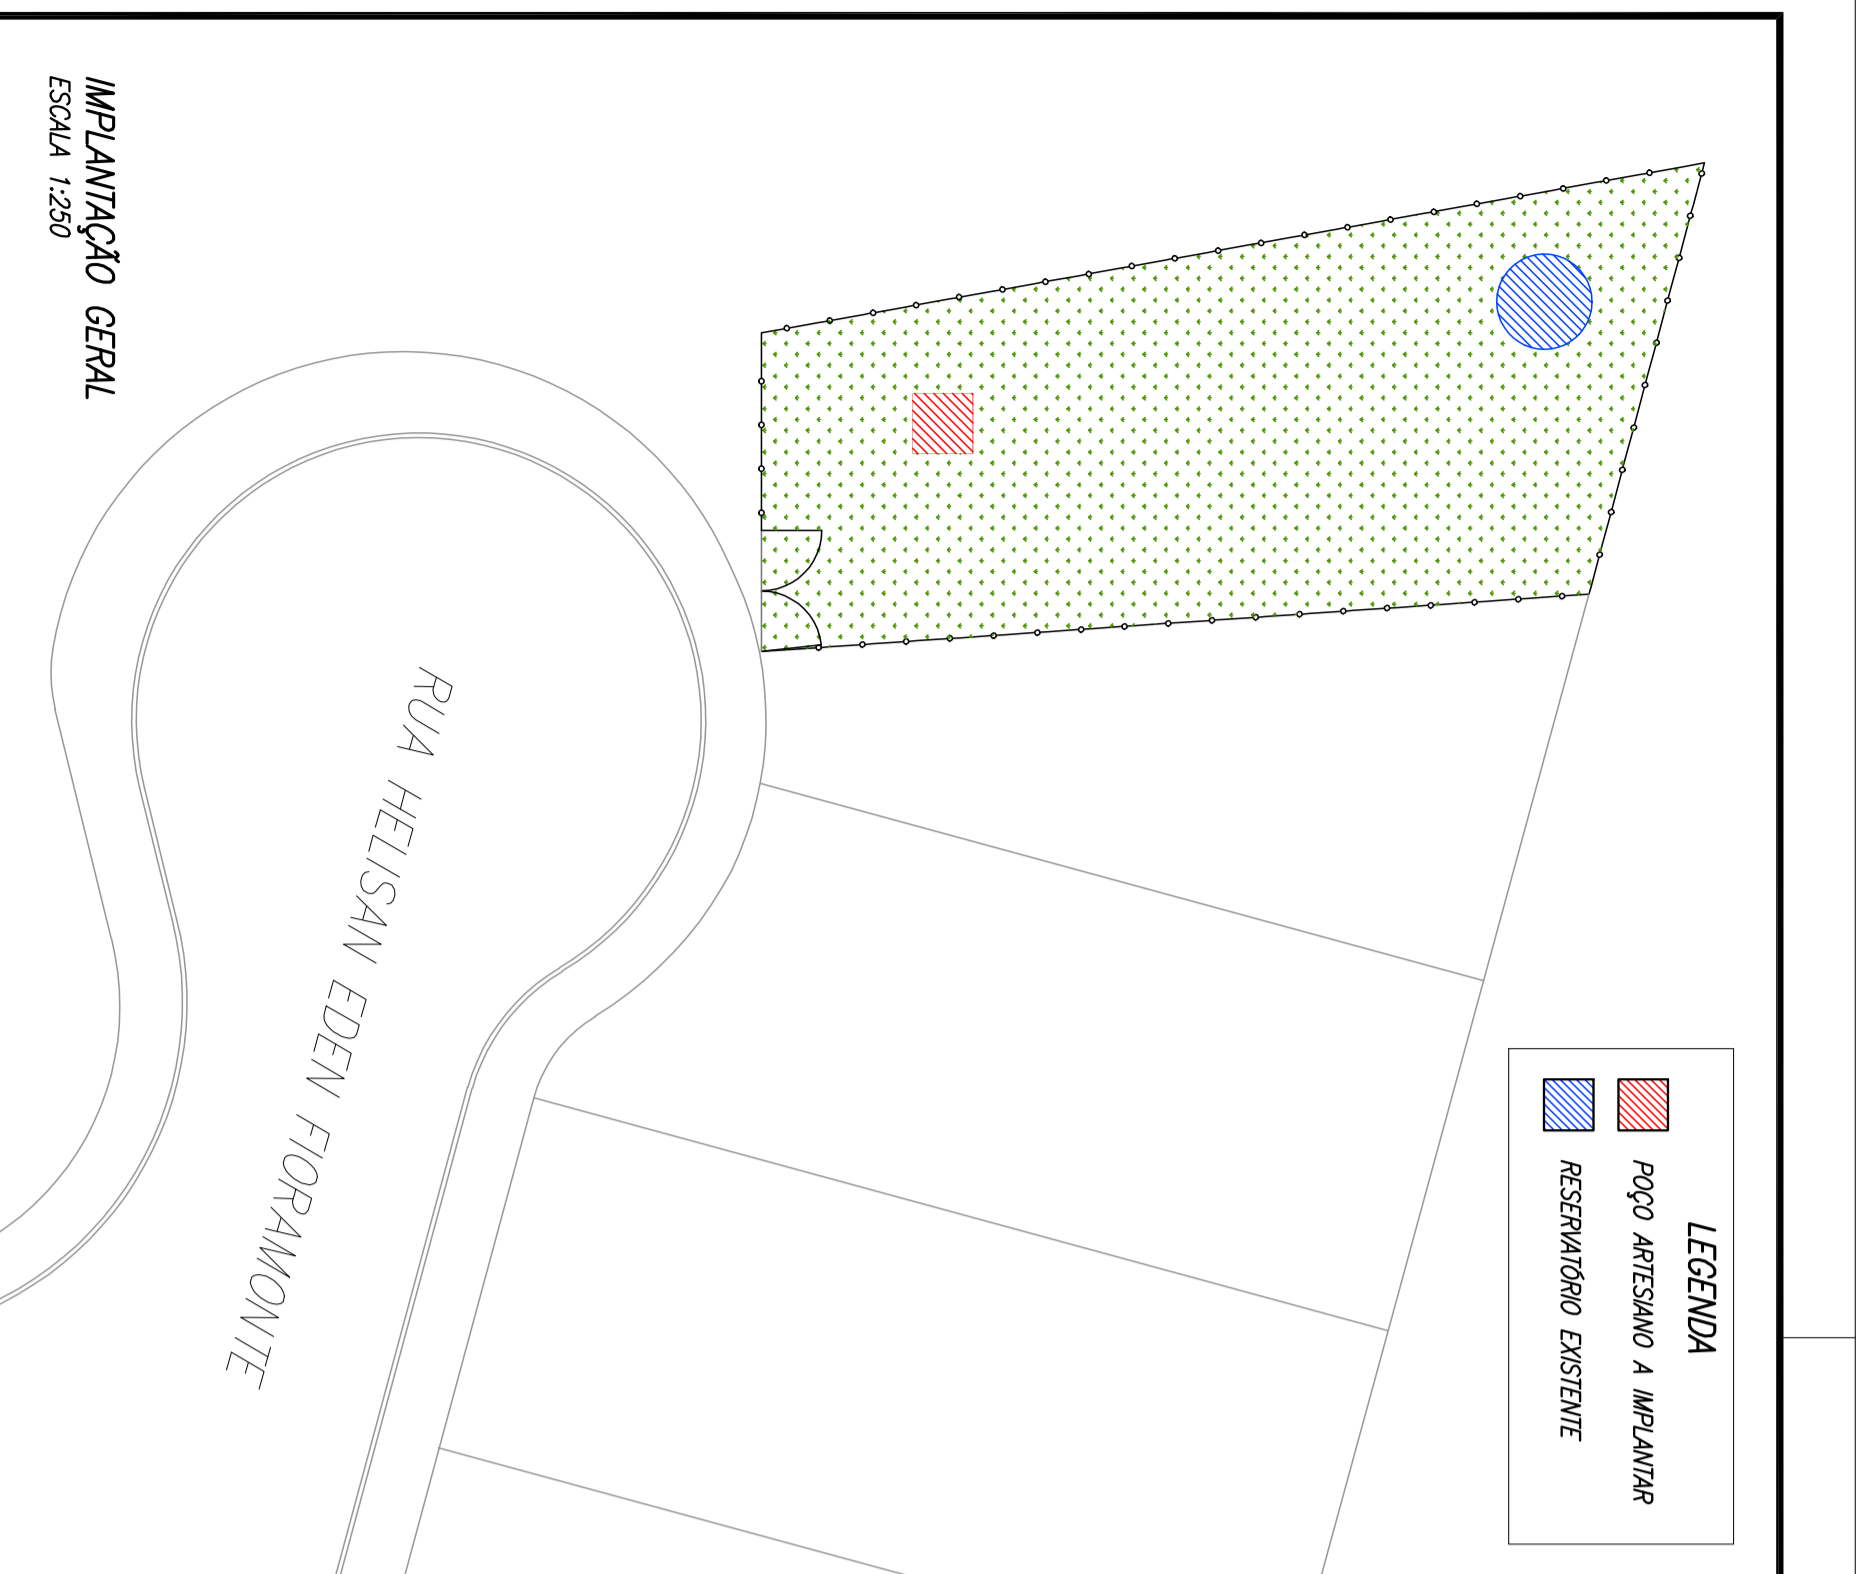 LEGENDA
POÇO ARTESIANO A IMPLANTAR
RESERVATÓRIO EXISTENTE
RUA HELISAN EDEN FIORAMONTE
IMPLANTAÇÃO GERAL
ESCALA 1:250